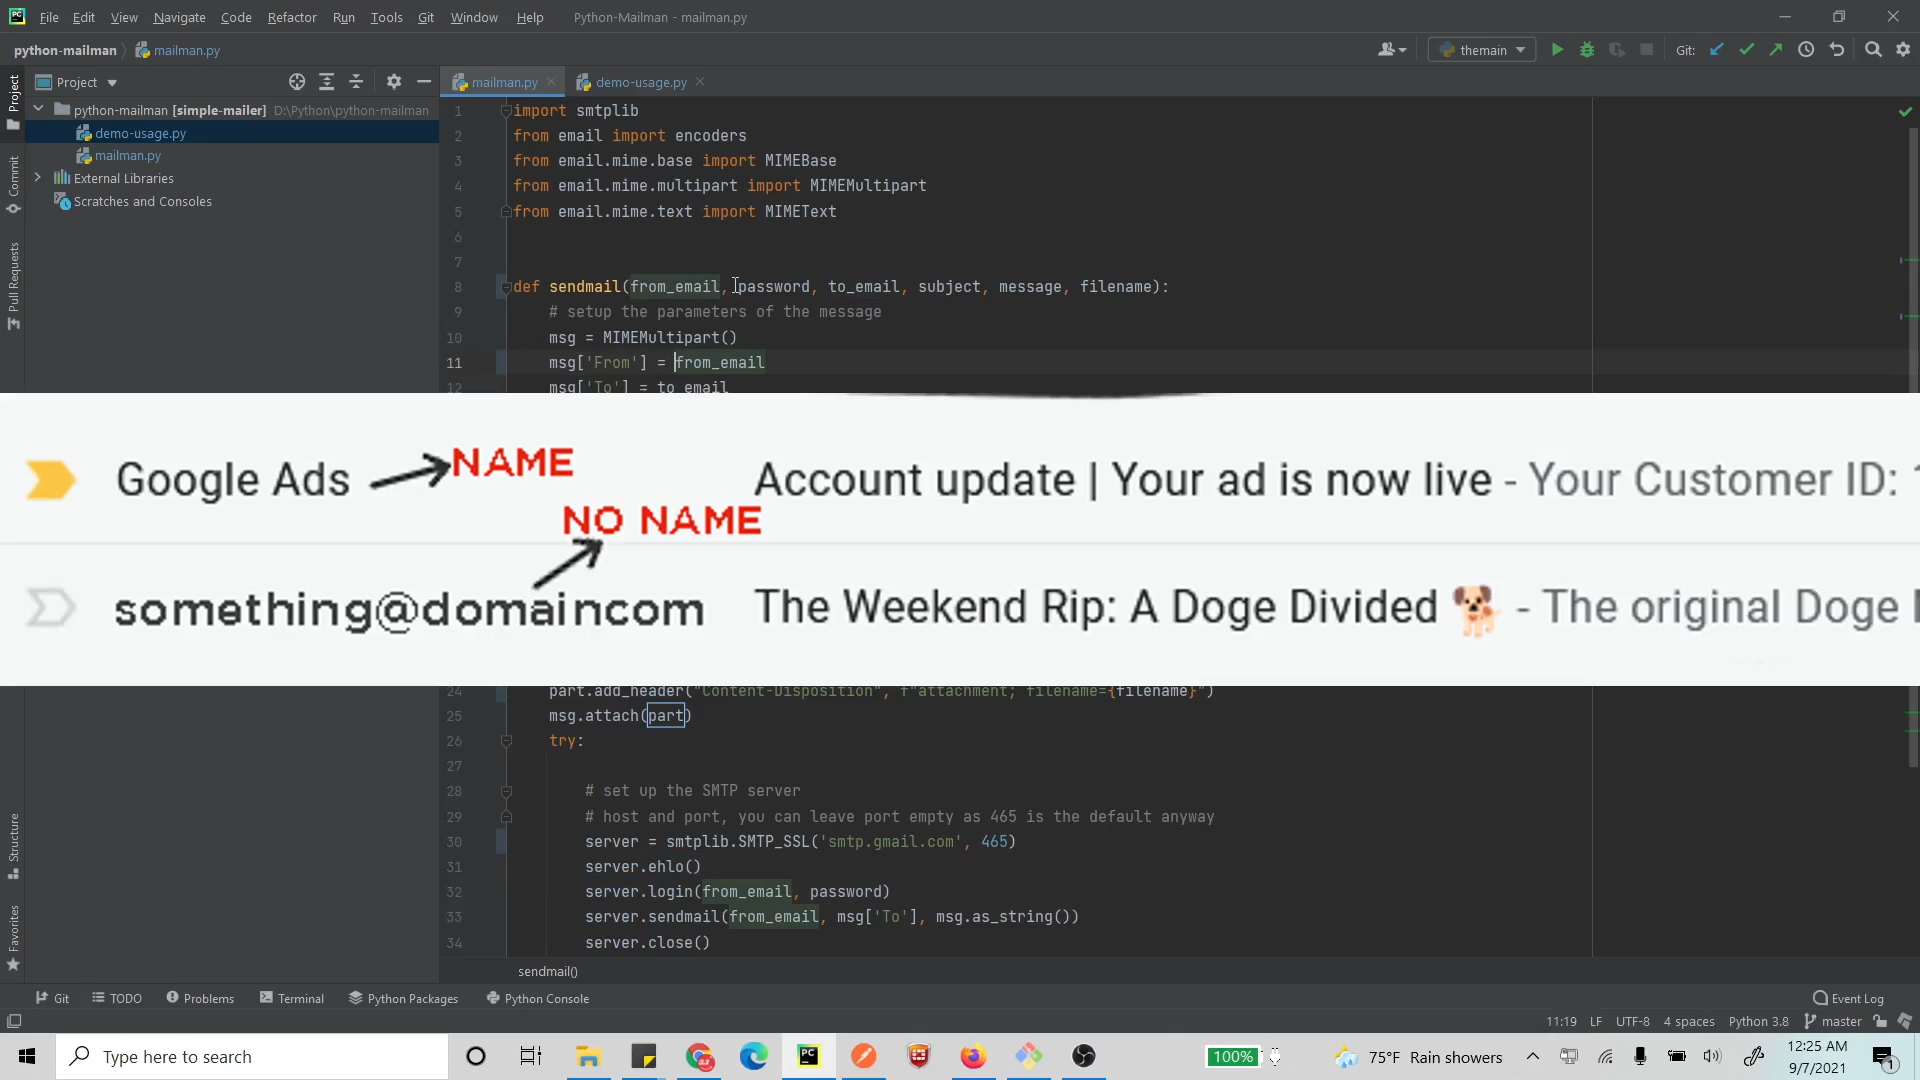 PC File Edit View Navigate Code Refactor Run Tools Git Window Help Python-Mailman - mailman.py
python-mailman mailman.py themain Git:
Project mailman.py demo-usage.py
Project
Commit
Pull Requests
Structure
Favorites
python-mailman [simple-mailer] D:\Python\python-mailman
demo-usage.py
mailman.py
External Libraries
Scratches and Consoles
1 import smtplib
2 from email import encoders
3 from email.mime.base import MIMEBase
4 from email.mime.multipart import MIMEMultipart
5 from email.mime.text import MIMEText
6
7
8 def sendmail(from_email, password, to_email, subject, message, filename):
9 # setup the parameters of the message
10 msg = MIMEMultipart()
11 msg['From'] = from_email
12 msg['To'] = to_email
Google Ads NAME Account update | Your ad is now live - Your Customer ID:
NO NAME
something@domaincom The Weekend Rip: A Doge Divided 🐕 - The original Doge
24 part.add_header("Content-Disposition", f"attachment; filename={filename}")
25 msg.attach(part)
26 try:
27
28 # set up the SMTP server
29 # host and port, you can leave port empty as 465 is the default anyway
30 server = smtplib.SMTP_SSL('smtp.gmail.com', 465)
31 server.ehlo()
32 server.login(from_email, password)
33 server.sendmail(from_email, msg['To'], msg.as_string())
34 server.close()
sendmail()
Git TODO Problems Terminal Python Packages Python Console Event Log
11:19 LF UTF-8 4 spaces Python 3.8 master
Type here to search PC 100% 75°F Rain showers 12:25 AM
9/7/2021 1